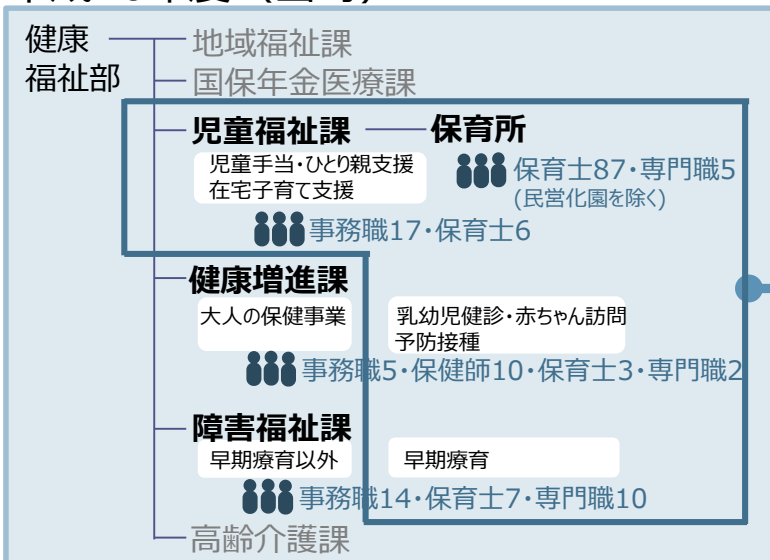 健康
福祉部
地域福祉課
国保年金医療課
児童福祉課
保育所
児童手当・ひとり親支援
在宅子育て支援
保育士87・専門職5
(民営化園を除く)
事務職17・保育士6
健康増進課
大人の保健事業
乳幼児健診・赤ちゃん訪問
予防接種
事務職5・保健師10・保育士3・専門職2
障害福祉課
早期療育以外
早期療育
事務職14・保育士7・専門職10
高齢介護課